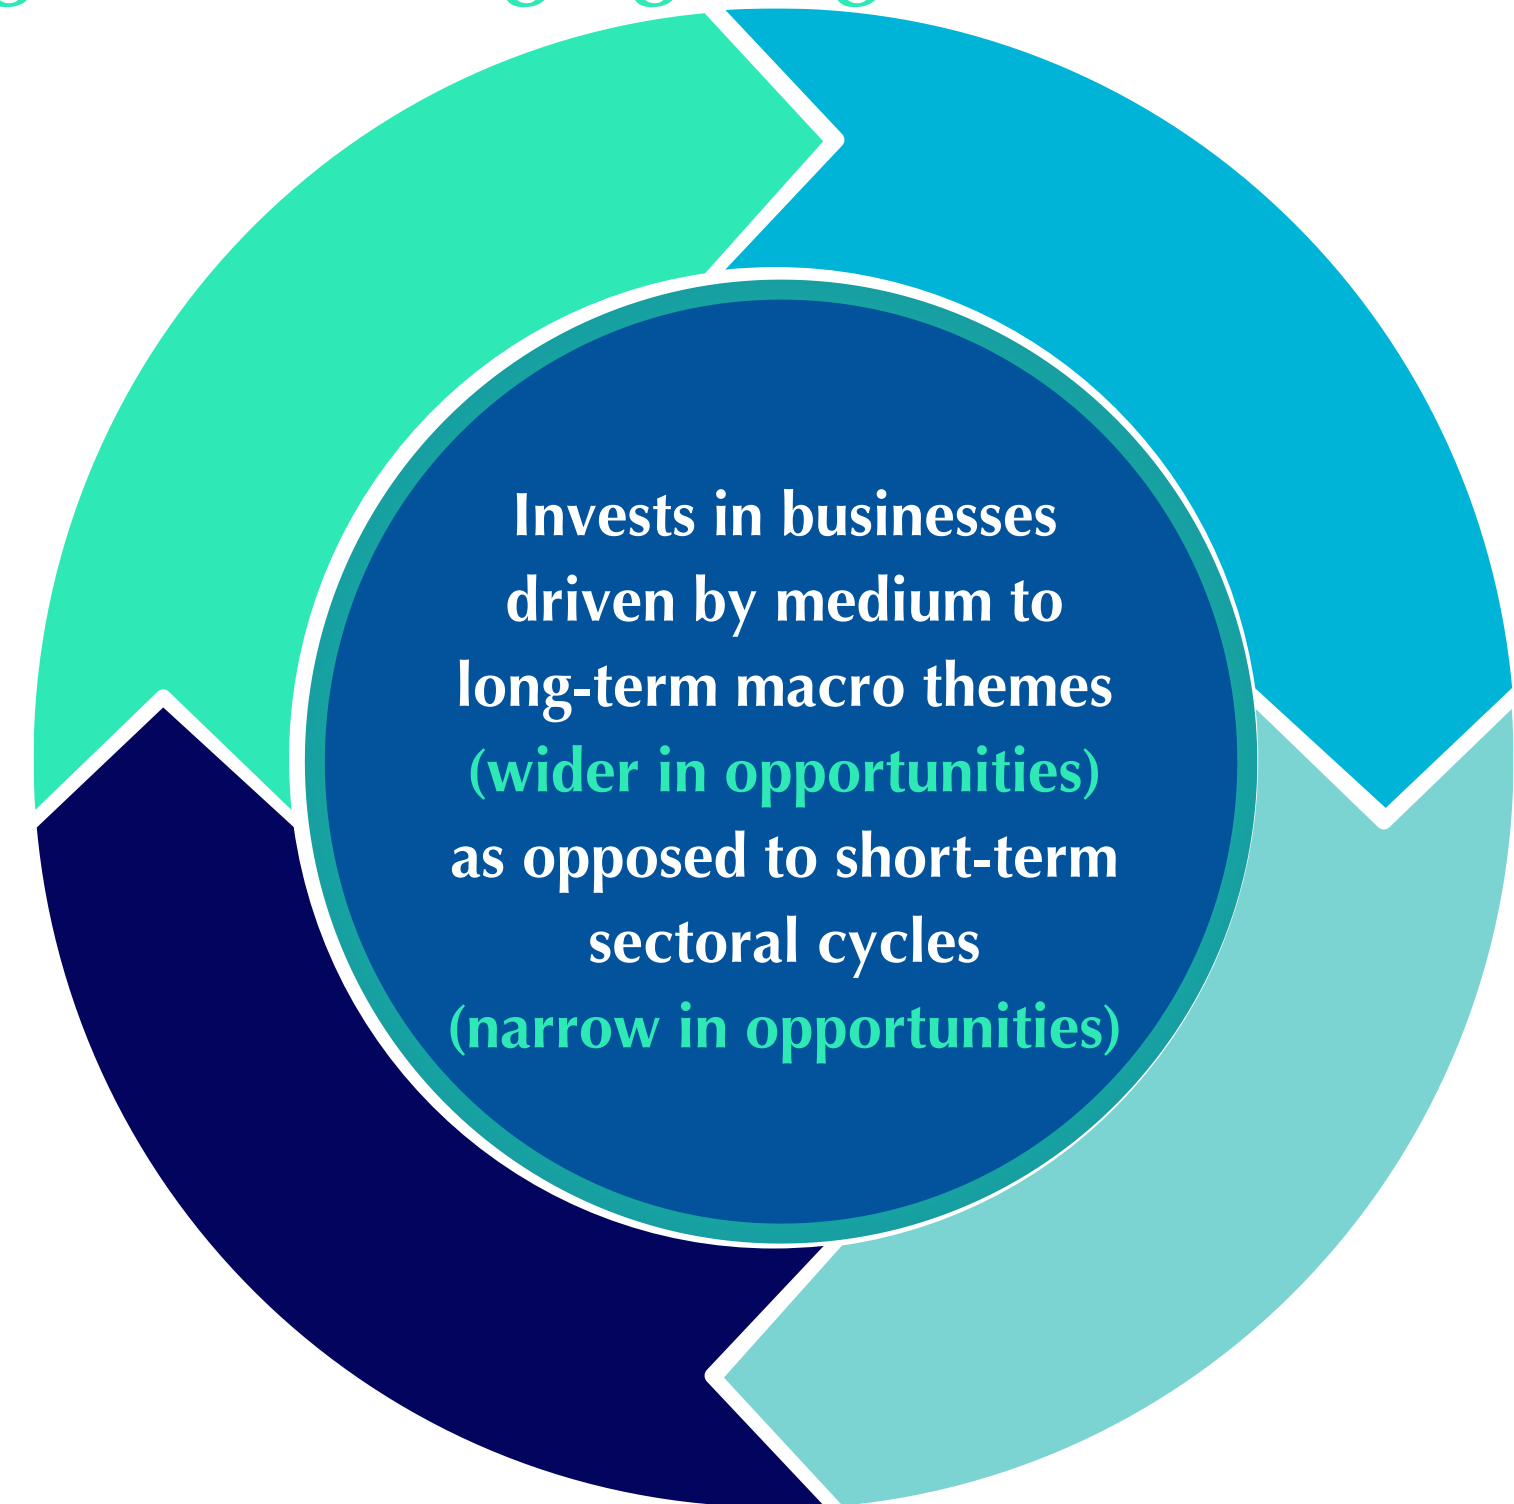 Invests in businesses
driven by medium to
long-term macro themes
(wider in opportunities)
as opposed to short-term
sectoral cycles
(narrow in opportunities)